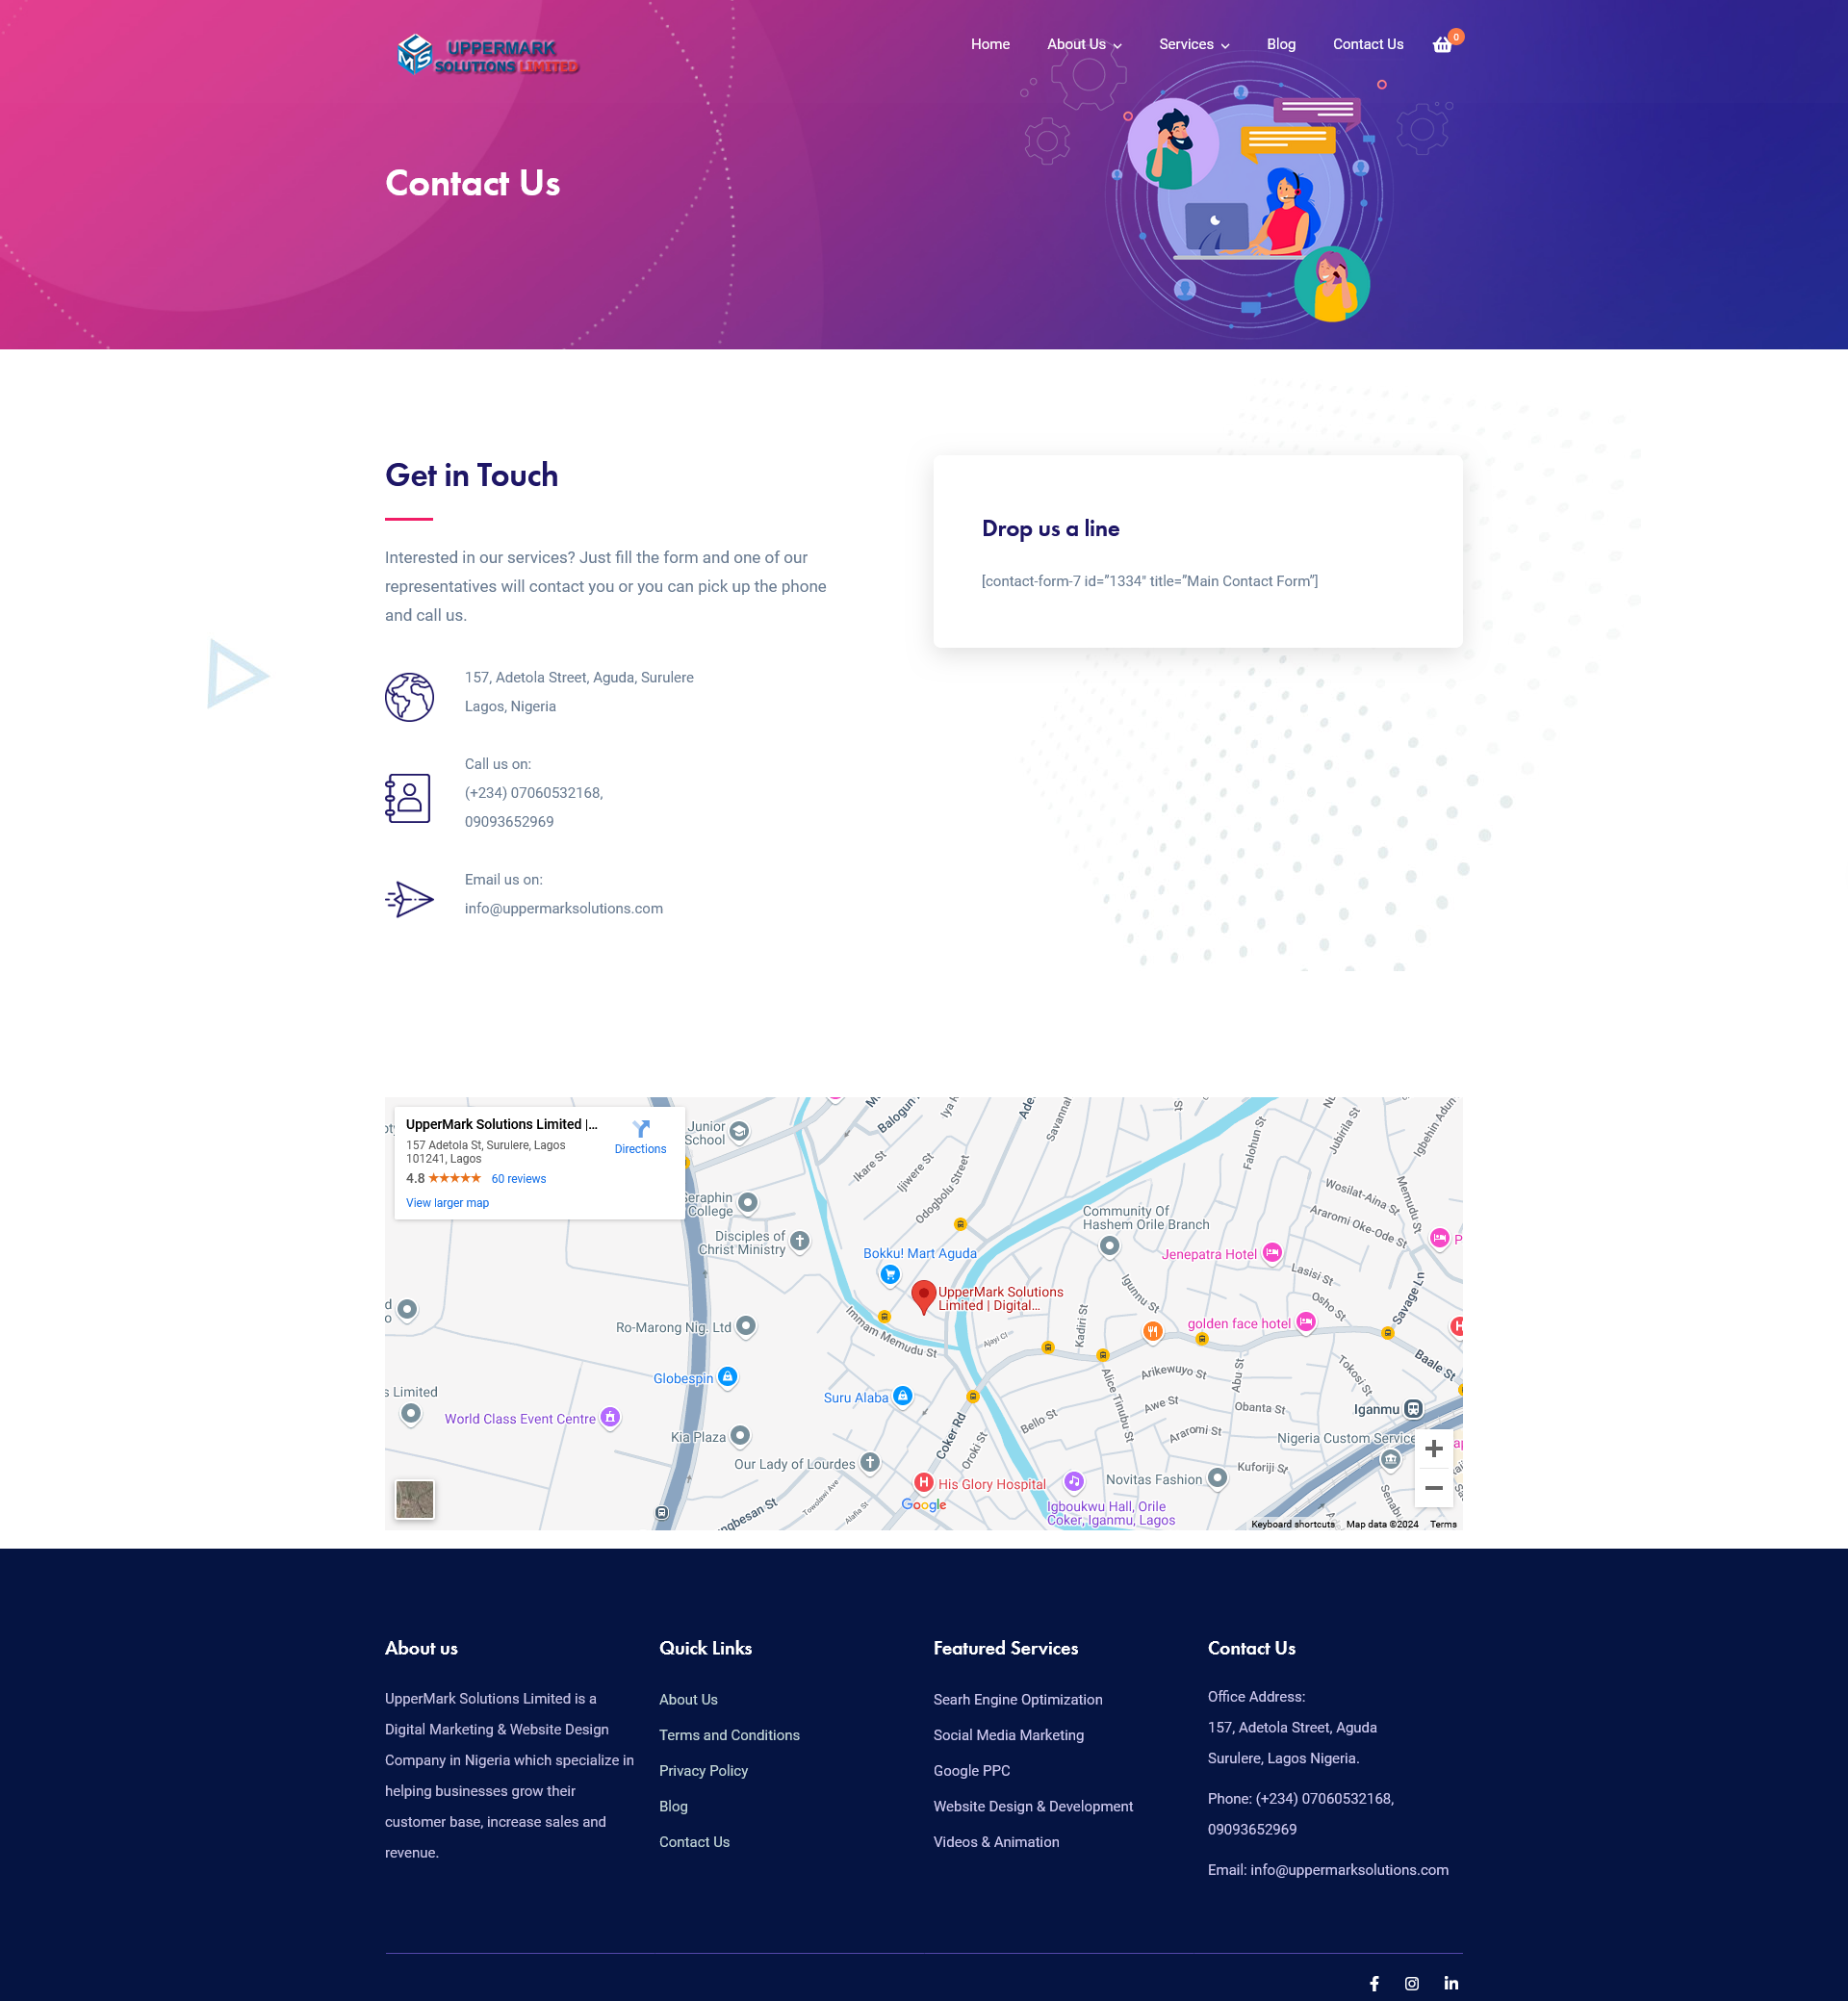 UPPERMARK
SOLUTIONS LIMITED
Home
About Us
Services
Blog
Contact Us
0
Contact Us
Get in Touch
Interested in our services? Just fill the form and one of our
representatives will contact you or you can pick up the phone
and call us.
157, Adetola Street, Aguda, Surulere
Lagos, Nigeria
Call us on:
(+234) 07060532168,
09093652969
Email us on:
info@uppermarksolutions.com
Drop us a line
[contact-form-7 id=”1334″ title=”Main Contact Form”]
UpperMark Solutions Limited |...
157 Adetola St, Surulere, Lagos
101241, Lagos
Directions
4.8
60 reviews
View larger map
Junior
School
Seraphin
College
Disciples of
Christ Ministry
Bokku! Mart Aguda
UpperMark Solutions
Limited | Digital...
Ikare St
Ijiwere St
Odogbolu Street
Falohun St
Jubirila St
Igbehin Adun
Wosilat-Aina St
Araromi Oke-Ode St
Memudu St
Community Of
Hashem Orile Branch
Jenepatra Hotel
Lasisi St
Osho St
Savage Ln
Igunnu St
golden face hotel
Ro-Marong Nig. Ltd
Immam Memudu St
Ajayi Cl
Kadiri St
Baale St
Tokosi St
Globespin
Suru Alaba
Arikewuyo St
Abu St
Awe St
Obanta St
Alice Tinubu St
Araromi St
Iganmu
s Limited
World Class Event Centre
Kia Plaza
Bello St
Coker Rd
Oroki St
Nigeria Custom Service
Our Lady of Lourdes
His Glory Hospital
Novitas Fashion
Kuforiji St
Igboukwu Hall, Orile
Coker, Iganmu, Lagos
Towolawi Ave
Alafia St
Google
Keyboard shortcuts
Map data ©2024
Terms
About us
UpperMark Solutions Limited is a
Digital Marketing & Website Design
Company in Nigeria which specialize in
helping businesses grow their
customer base, increase sales and
revenue.
Quick Links
About Us
Terms and Conditions
Privacy Policy
Blog
Contact Us
Featured Services
Searh Engine Optimization
Social Media Marketing
Google PPC
Website Design & Development
Videos & Animation
Contact Us
Office Address:
157, Adetola Street, Aguda
Surulere, Lagos Nigeria.
Phone: (+234) 07060532168,
09093652969
Email: info@uppermarksolutions.com